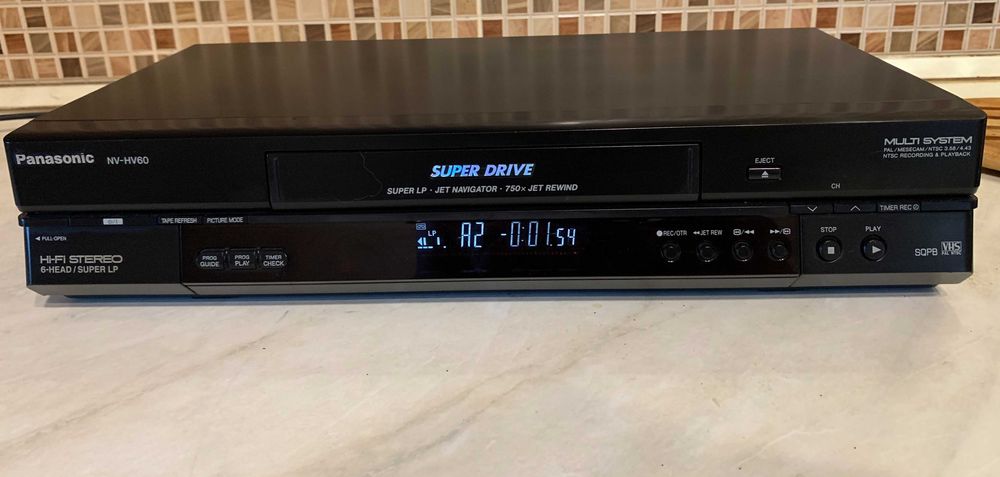 Panasonic NV-HV60
SUPER DRIVE
SUPER LP · JET NAVIGATOR · 750x JET REWIND
EJECT
MULTI SYSTEM
PAL/MESECAM/NTSC 3.58/4.43
NTSC RECORDING & PLAYBACK
CH
TAPE REFRESH PICTURE MODE
TIMER REC
◄ FULL-OPEN
HI-FI STEREO
6-HEAD/SUPER LP
PROG GUIDE
PROG PLAY
TIMER CHECK
LP
A2 -0:01.54
●REC/OTR ◄◄JET REW /◄◄ ►►/
STOP PLAY
SQPB VHS
PAL NTSC